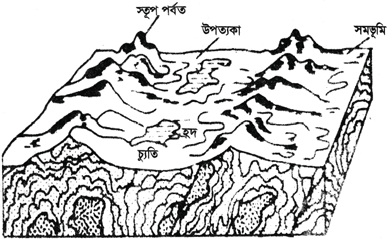 স্তূপ পর্বত
উপত্যকা
সমভূমি
হ্রদ
চ্যুতি